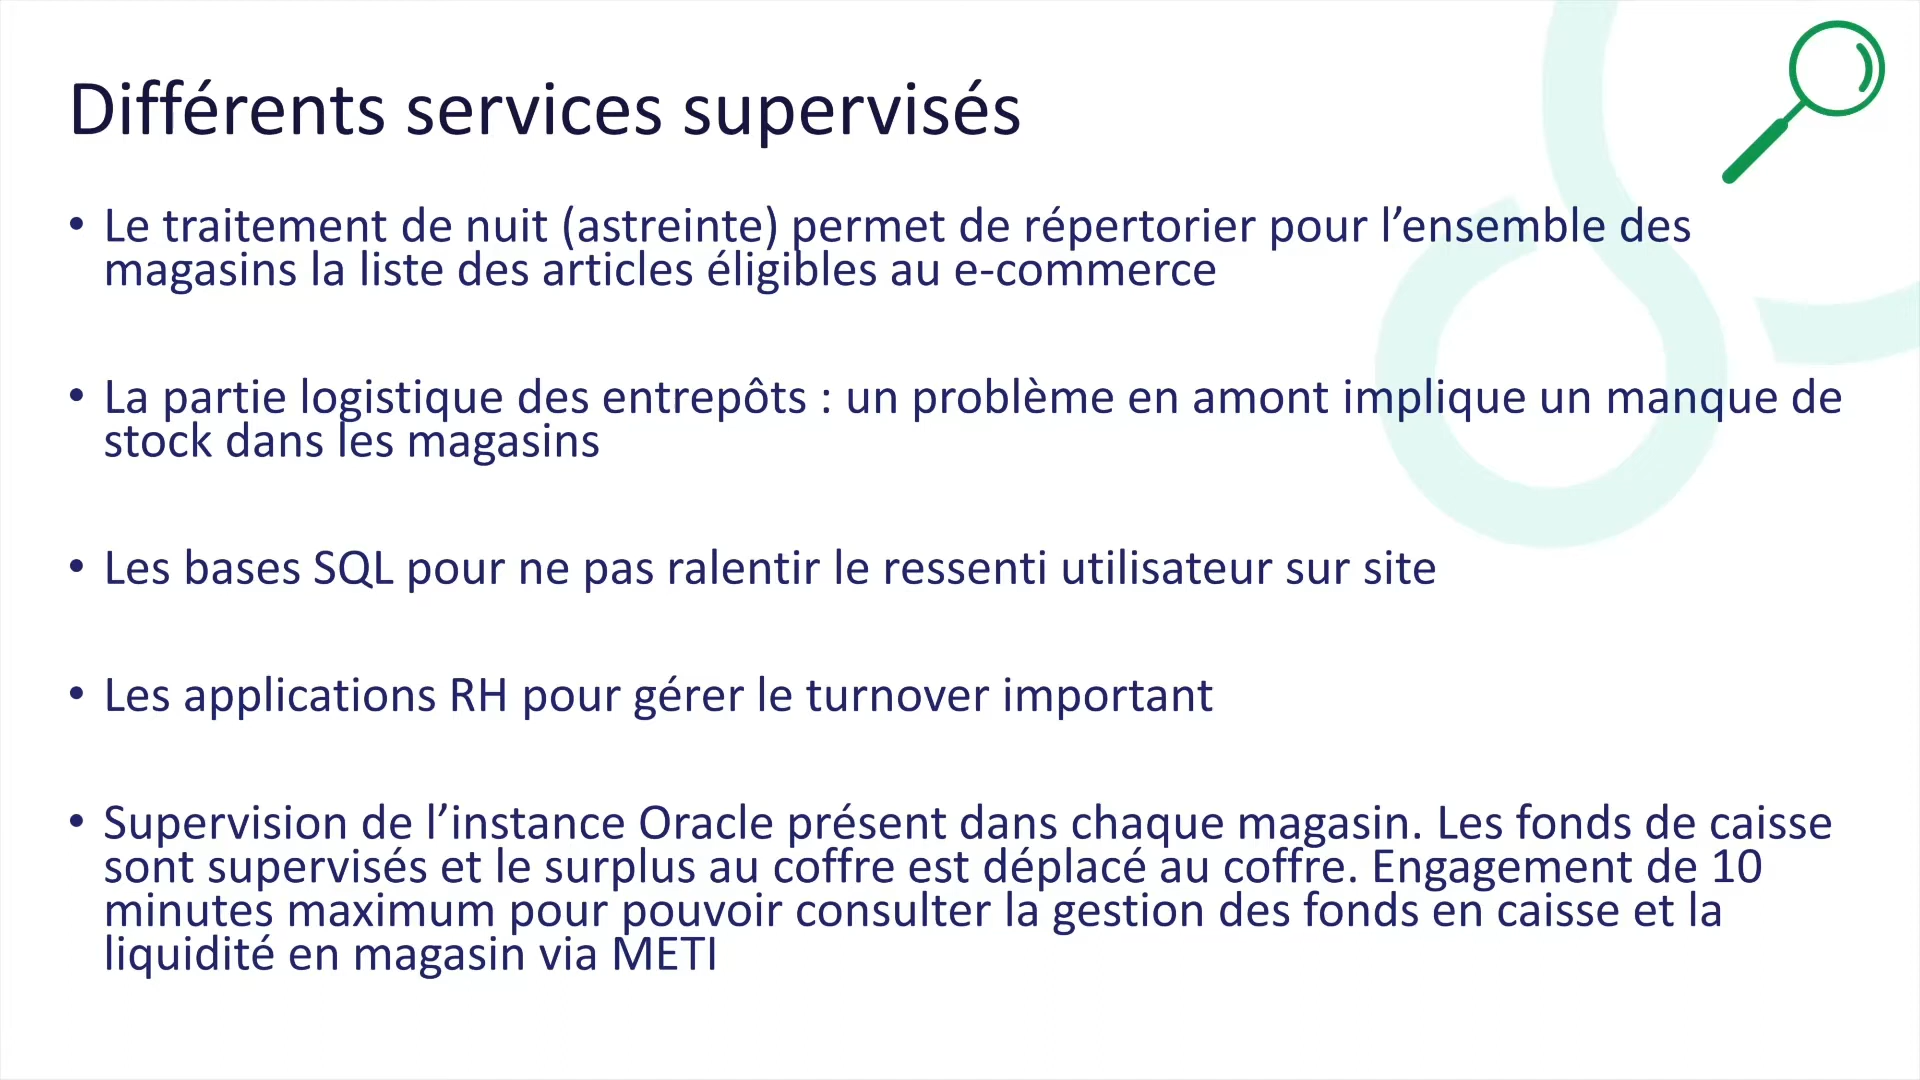 Différents services supervisés
• Le traitement de nuit (astreinte) permet de répertorier pour l’ensemble des
magasins la liste des articles éligibles au e-commerce
• La partie logistique des entrepôts : un problème en amont implique un manque de
stock dans les magasins
• Les bases SQL pour ne pas ralentir le ressenti utilisateur sur site
• Les applications RH pour gérer le turnover important
• Supervision de l’instance Oracle présent dans chaque magasin. Les fonds de caisse
sont supervisés et le surplus au coffre est déplacé au coffre. Engagement de 10
minutes maximum pour pouvoir consulter la gestion des fonds en caisse et la
liquidité en magasin via METI